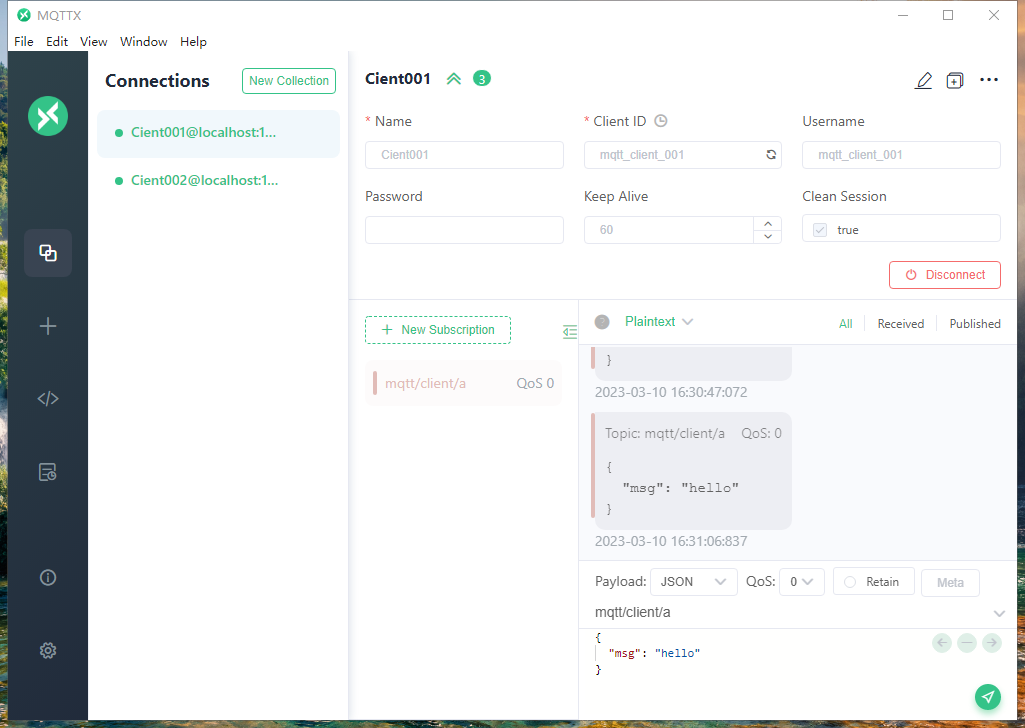 MQTTX
File Edit View Window Help
Connections
New Collection
Cient001@localhost:1...
Cient002@localhost:1...
Cient001 3
* Name
* Client ID
Username
Cient001
mqtt_client_001
mqtt_client_001
Password
Keep Alive
Clean Session
60
true
Disconnect
+ New Subscription
mqtt/client/a QoS 0
Plaintext
All
Received
Published
}
2023-03-10 16:30:47:072
Topic: mqtt/client/a QoS: 0
{
"msg": "hello"
}
2023-03-10 16:31:06:837
Payload: JSON QoS: 0 Retain Meta
mqtt/client/a
{
"msg": "hello"
}